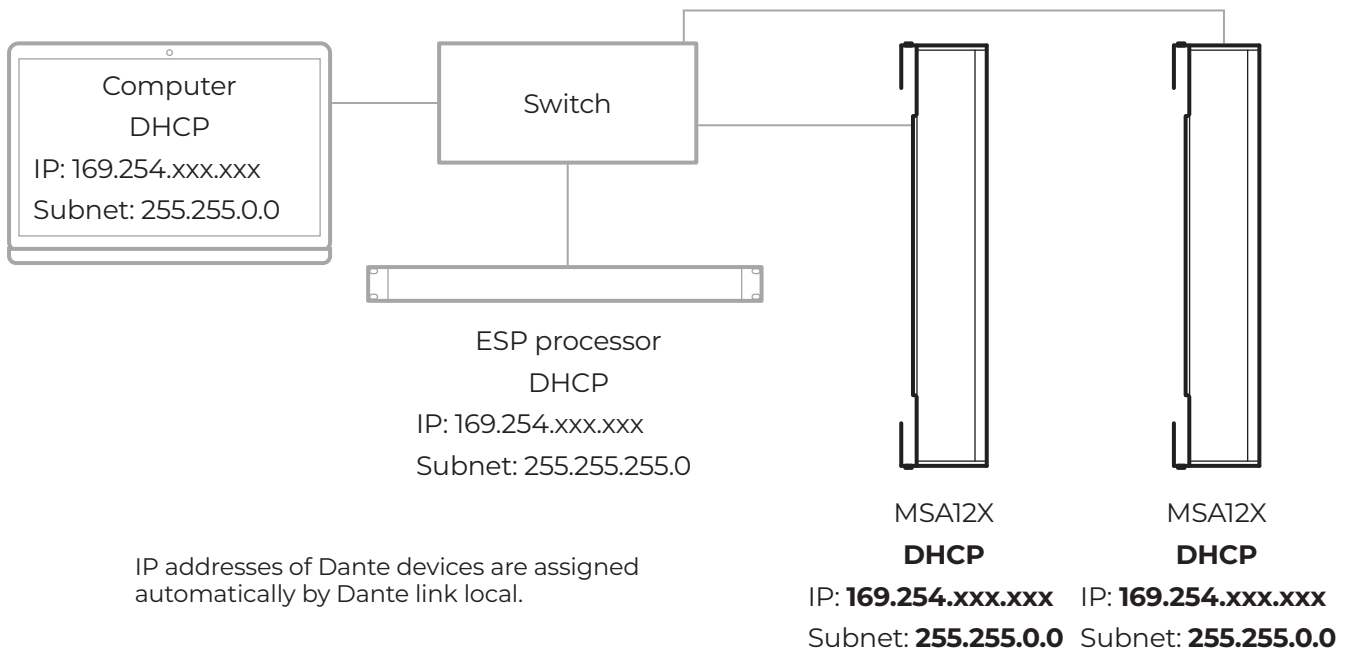 Computer
DHCP
IP: 169.254.xxx.xxx
Subnet: 255.255.0.0
Switch
ESP processor
DHCP
IP: 169.254.xxx.xxx
Subnet: 255.255.255.0
IP addresses of Dante devices are assigned
automatically by Dante link local.
MSA12X
DHCP
IP: 169.254.xxx.xxx
Subnet: 255.255.0.0
MSA12X
DHCP
IP: 169.254.xxx.xxx
Subnet: 255.255.0.0